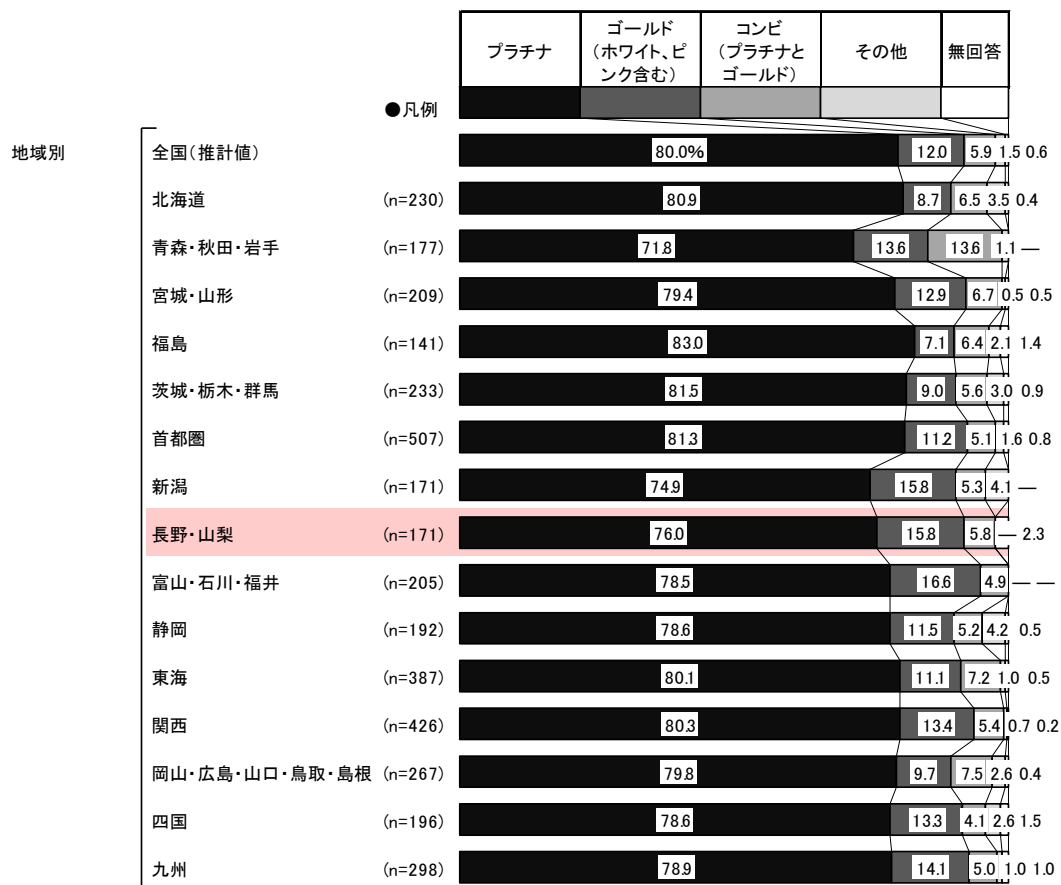 プラチナ ゴールド（ホワイト、ピンク含む） コンビ（プラチナとゴールド） その他 無回答
●凡例
地域別 全国（推計値） 80.0% 12.0 5.9 1.5 0.6
北海道 (n=230) 80.9 8.7 6.5 3.5 0.4
青森・秋田・岩手 (n=177) 71.8 13.6 13.6 1.1 ―
宮城・山形 (n=209) 79.4 12.9 6.7 0.5 0.5
福島 (n=141) 83.0 7.1 6.4 2.1 1.4
茨城・栃木・群馬 (n=233) 81.5 9.0 5.6 3.0 0.9
首都圏 (n=507) 81.3 11.2 5.1 1.6 0.8
新潟 (n=171) 74.9 15.8 5.3 4.1 ―
長野・山梨 (n=171) 76.0 15.8 5.8 ― 2.3
富山・石川・福井 (n=205) 78.5 16.6 4.9 ― ―
静岡 (n=192) 78.6 11.5 5.2 4.2 0.5
東海 (n=387) 80.1 11.1 7.2 1.0 0.5
関西 (n=426) 80.3 13.4 5.4 0.7 0.2
岡山・広島・山口・鳥取・島根 (n=267) 79.8 9.7 7.5 2.6 0.4
四国 (n=196) 78.6 13.3 4.1 2.6 1.5
九州 (n=298) 78.9 14.1 5.0 1.0 1.0